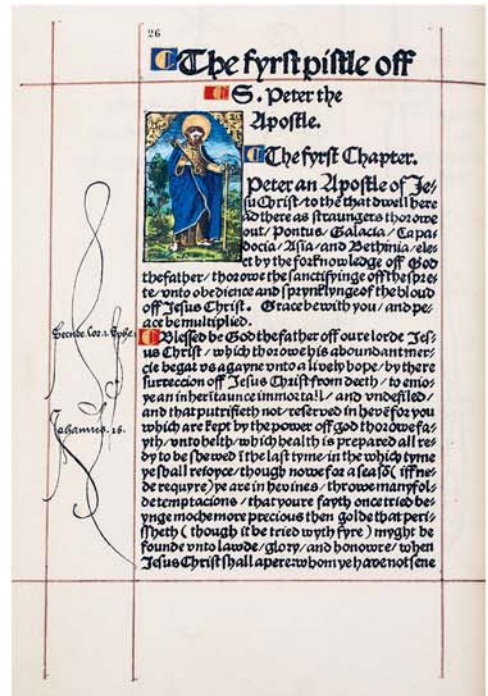 26
The fyrst pistle off
S. Peter the
Apostle.
The fyrst Chapter.
Peter an Apostle of Je⸗
su Christ/to the that dwell here
ād there as straungers thorowe
out/ Pontus/ Galacia/ Capa⸗
docia/ Asia/ and Bethinia/ ele⸗
ct by the forknowledge off God
the father/ thorowe the sanctifyinge off the spre⸗
te/ vnto obedience and sprynklynge of the bloud
off Jesus Christ. Grace be with you/ and pe⸗
ace be multiplied.
Blessed be God the father off oure lorde Jes⸗
us Christ/ which thorowe his aboundant mer⸗
cie begat vs agayne vnto a lively hope/ by there
surreccion off Jesus Christ from deeth/ to enio⸗
ye an inheritaunce immortall/ and vndefiled/
and that putrifieth not/ reserved in hevē for you
which are kept by the power off god thorowe fa⸗
yth/ vnto helth/ which health is prepared all re⸗
dy to be shewed ī the last tyme/ in the which tyme
ye shall reioyce/ though nowe for a seasō( iff ne⸗
de requyre) ye are in hevines/ throwe manyfol⸗
de temptacions/ that youre fayth once tried be⸗
ynge moche more precious then golde that peri⸗
ssheth ( though it be tried wyth fyre ) myght be
founde vnto lawde/ glory/ and honowre/ when
Jesus Christ shall apere: whom ye have not sene
Secūde. Cor. i. Ephe. i
Johannis. 16.